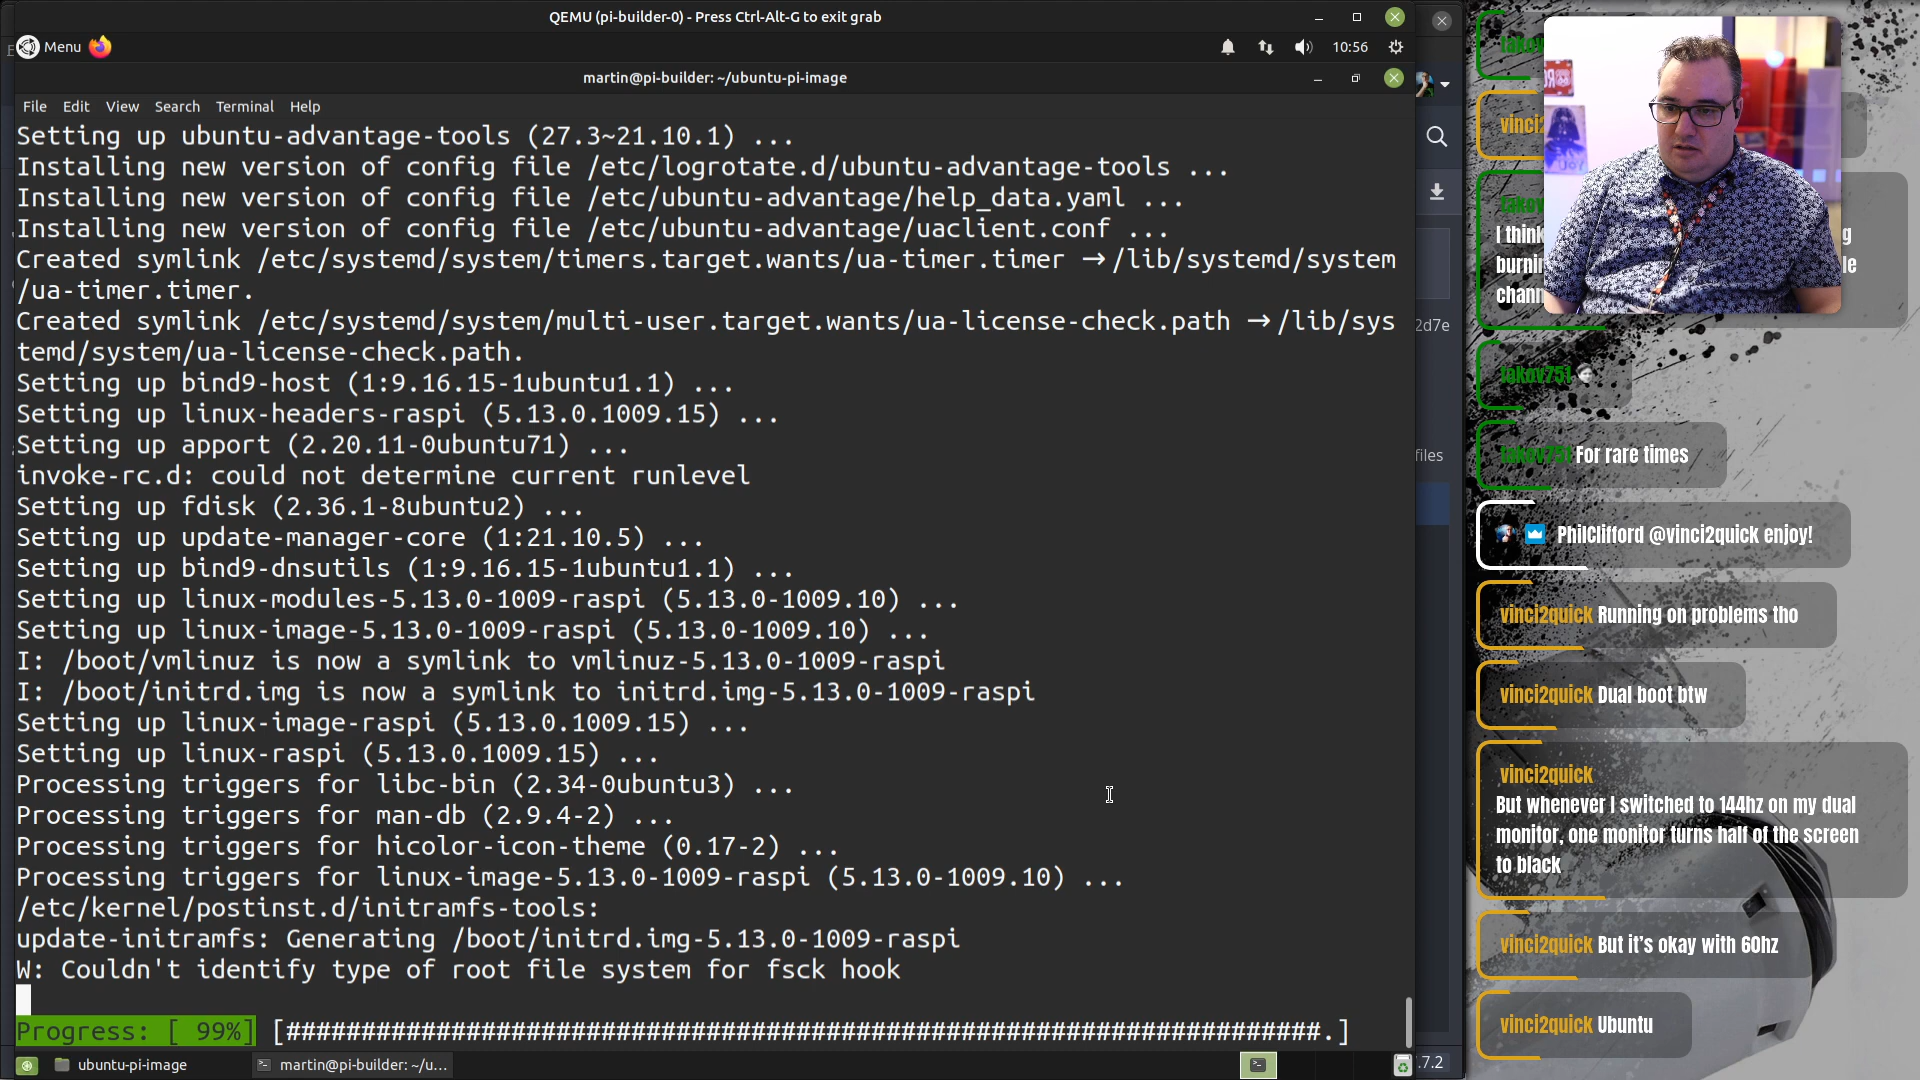 QEMU (pi-builder-0) - Press Ctrl-Alt-G to exit grab
Menu
10:56
martin@pi-builder: ~/ubuntu-pi-image
File Edit View Search Terminal Help
Setting up ubuntu-advantage-tools (27.3~21.10.1) ...
Installing new version of config file /etc/logrotate.d/ubuntu-advantage-tools ...
Installing new version of config file /etc/ubuntu-advantage/help_data.yaml ...
Installing new version of config file /etc/ubuntu-advantage/uaclient.conf ...
Created symlink /etc/systemd/system/timers.target.wants/ua-timer.timer → /lib/systemd/system
/ua-timer.timer.
Created symlink /etc/systemd/system/multi-user.target.wants/ua-license-check.path → /lib/sys
temd/system/ua-license-check.path.
Setting up bind9-host (1:9.16.15-1ubuntu1.1) ...
Setting up linux-headers-raspi (5.13.0.1009.15) ...
Setting up apport (2.20.11-0ubuntu71) ...
invoke-rc.d: could not determine current runlevel
Setting up fdisk (2.36.1-8ubuntu2) ...
Setting up update-manager-core (1:21.10.5) ...
Setting up bind9-dnsutils (1:9.16.15-1ubuntu1.1) ...
Setting up linux-modules-5.13.0-1009-raspi (5.13.0-1009.10) ...
Setting up linux-image-5.13.0-1009-raspi (5.13.0-1009.10) ...
I: /boot/vmlinuz is now a symlink to vmlinuz-5.13.0-1009-raspi
I: /boot/initrd.img is now a symlink to initrd.img-5.13.0-1009-raspi
Setting up linux-image-raspi (5.13.0.1009.15) ...
Setting up linux-raspi (5.13.0.1009.15) ...
Processing triggers for libc-bin (2.34-0ubuntu3) ...
Processing triggers for man-db (2.9.4-2) ...
Processing triggers for hicolor-icon-theme (0.17-2) ...
Processing triggers for linux-image-5.13.0-1009-raspi (5.13.0-1009.10) ...
/etc/kernel/postinst.d/initramfs-tools:
update-initramfs: Generating /boot/initrd.img-5.13.0-1009-raspi
W: Couldn't identify type of root file system for fsck hook
Progress: [ 99%] [#####################################################################.]
ubuntu-pi-image
martin@pi-builder: ~/u...
2d7e
files
.7.2
I think
burni
chann
g
le
takov751
takov751 For rare times
PhilClifford @vinci2quick enjoy!
vinci2quick Running on problems tho
vinci2quick Dual boot btw
vinci2quick
But whenever I switched to 144hz on my dual
monitor, one monitor turns half of the screen
to black
vinci2quick But it's okay with 60hz
vinci2quick Ubuntu